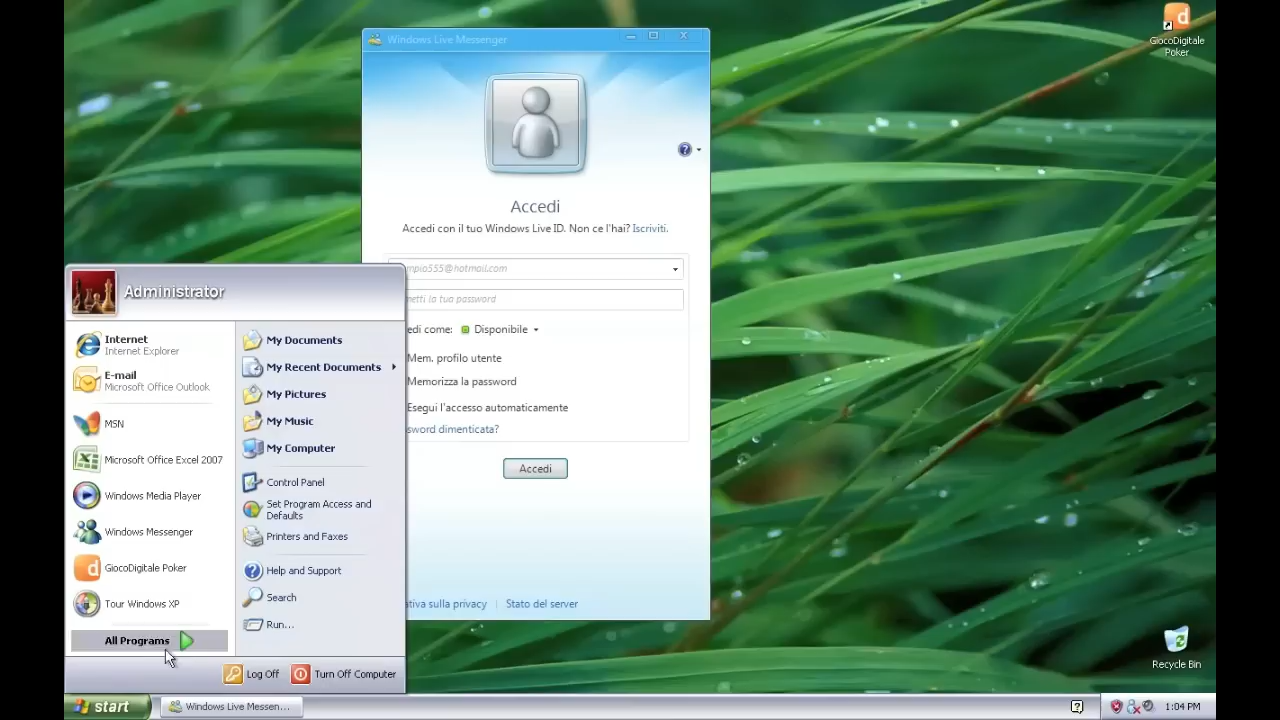 Windows Live Messenger
GiocoDigitale
Poker
Accedi
Accedi con il tuo Windows Live ID. Non ce l'hai? Iscriviti.
mpio555@hotmail.com
metti la tua password
edi come: Disponibile
Mem. profilo utente
Memorizza la password
Esegui l'accesso automaticamente
sword dimenticata?
Accedi
ativa sulla privacy | Stato del server
Administrator
Internet
Internet Explorer
E-mail
Microsoft Office Outlook
MSN
Microsoft Office Excel 2007
Windows Media Player
Windows Messenger
GiocoDigitale Poker
Tour Windows XP
All Programs
My Documents
My Recent Documents
My Pictures
My Music
My Computer
Control Panel
Set Program Access and
Defaults
Printers and Faxes
Help and Support
Search
Run...
Log Off
Turn Off Computer
Recycle Bin
start
Windows Live Messen...
1:04 PM